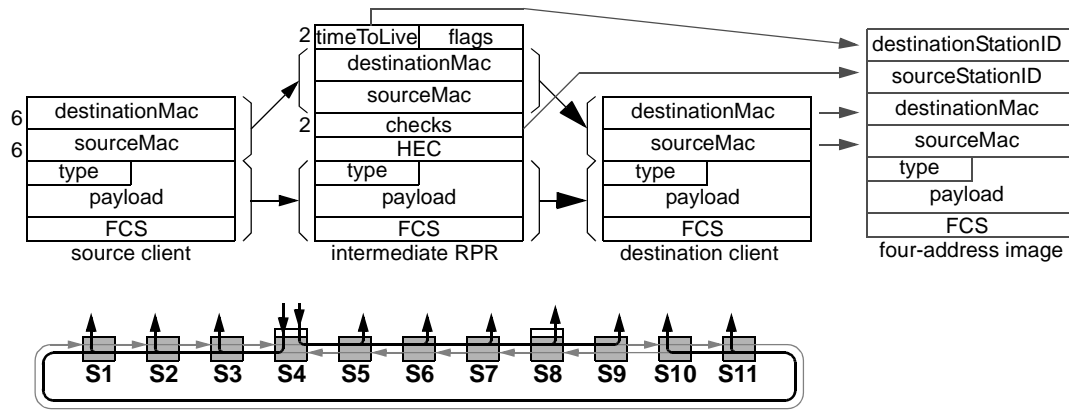 2 timeToLive flags
destinationMac
sourceMac
2 checks
HEC
type
payload
FCS
intermediate RPR
6 destinationMac
6 sourceMac
type
payload
FCS
source client
destinationMac
sourceMac
type
payload
FCS
destination client
destinationStationID
sourceStationID
destinationMac
sourceMac
type
payload
FCS
four-address image
S1 S2 S3 S4 S5 S6 S7 S8 S9 S10 S11